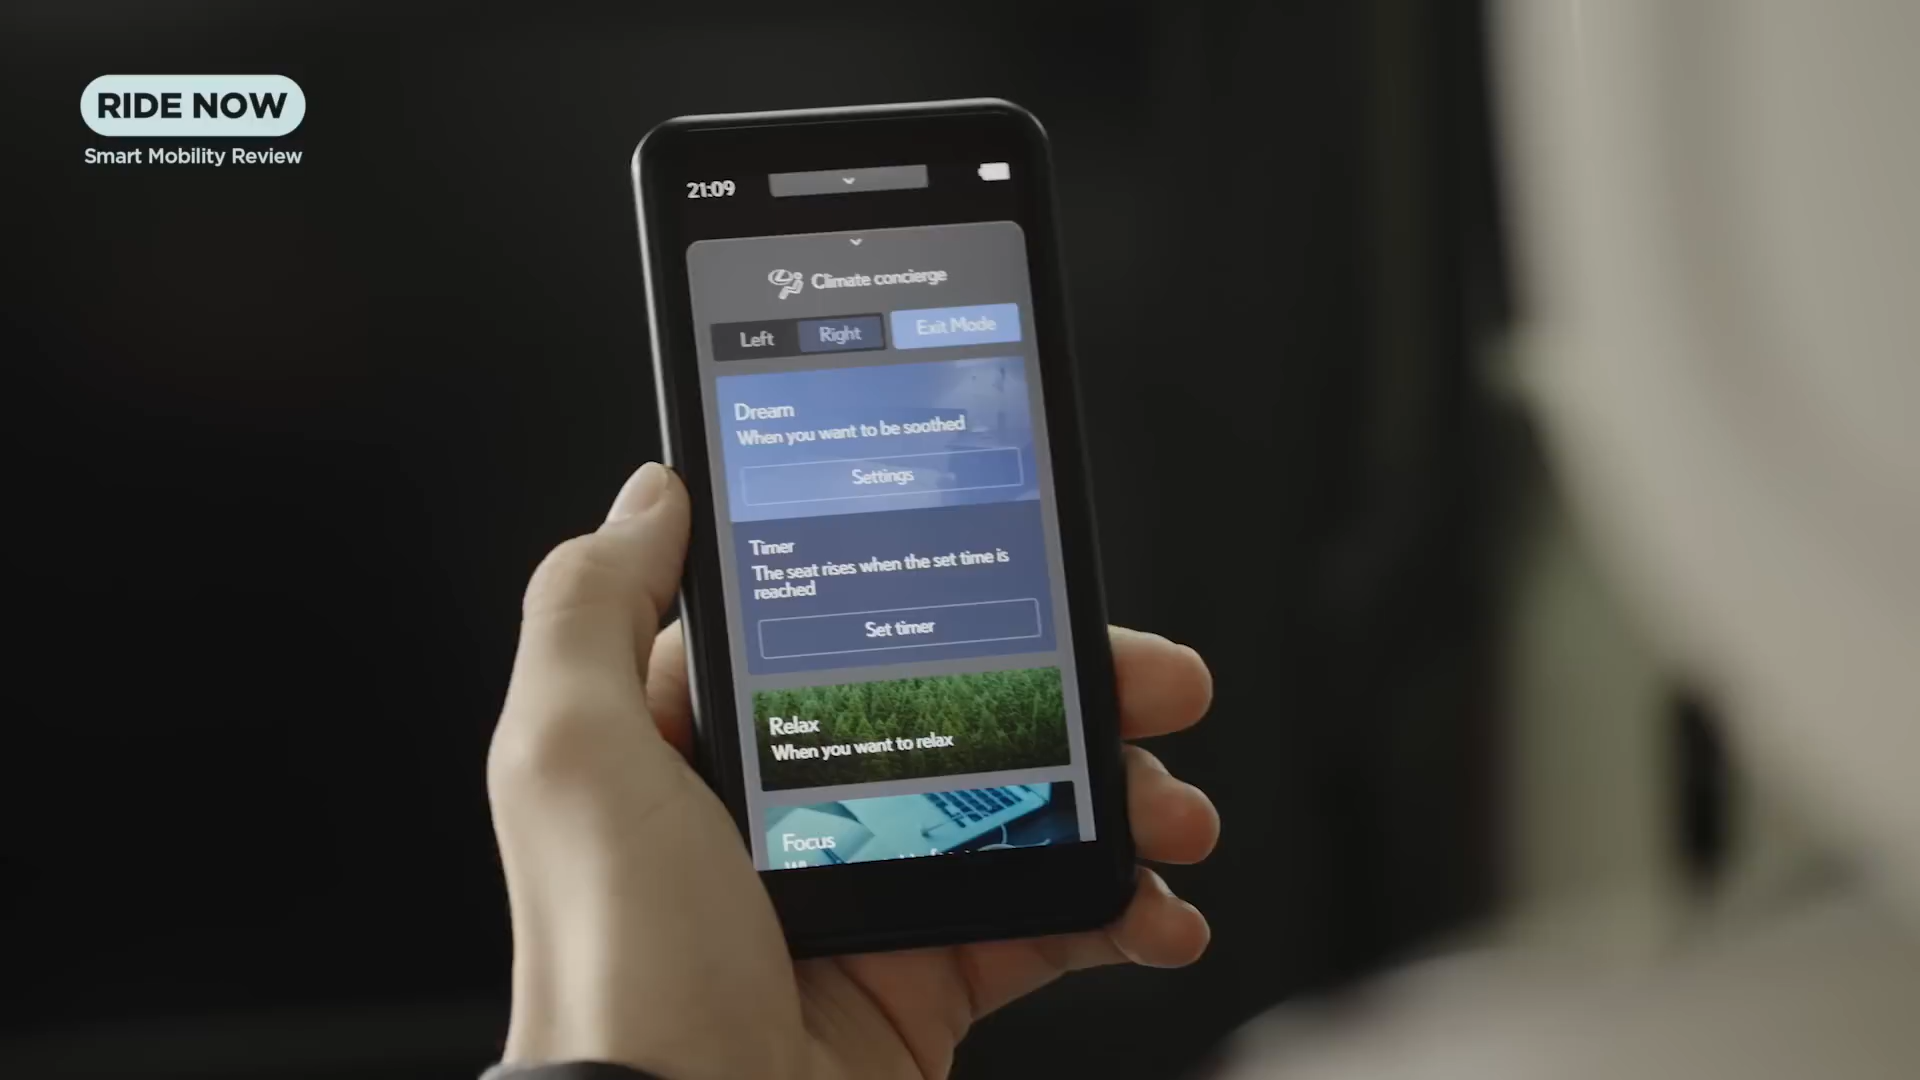 RIDE NOW
Smart Mobility Review
21:09
Climate concierge
Left
Right
Exit Mode
Dream
When you want to be soothed
Settings
Timer
The seat rises when the set time is
reached
Set timer
Relax
When you want to relax
Focus